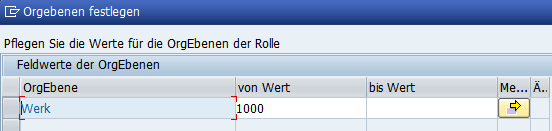 Orgebenen festlegen
Pflegen Sie die Werte für die OrgEbenen der Rolle
Feldwerte der OrgEbenen
OrgEbene von Wert bis Wert Me... Ä...
Werk 1000